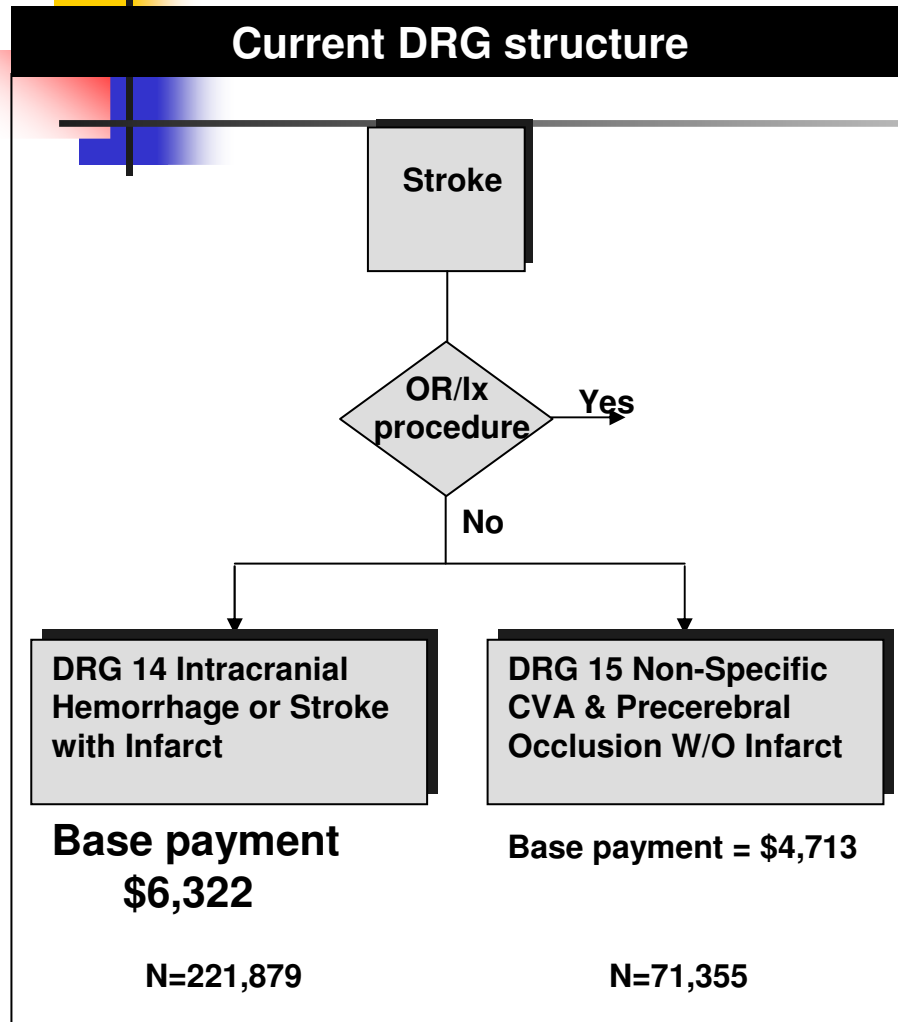 Current DRG structure
Stroke
OR/Ix
procedure
Yes
No
DRG 14 Intracranial
Hemorrhage or Stroke
with Infarct
DRG 15 Non-Specific
CVA & Precerebral
Occlusion W/O Infarct
Base payment
$6,322
Base payment = $4,713
N=221,879
N=71,355